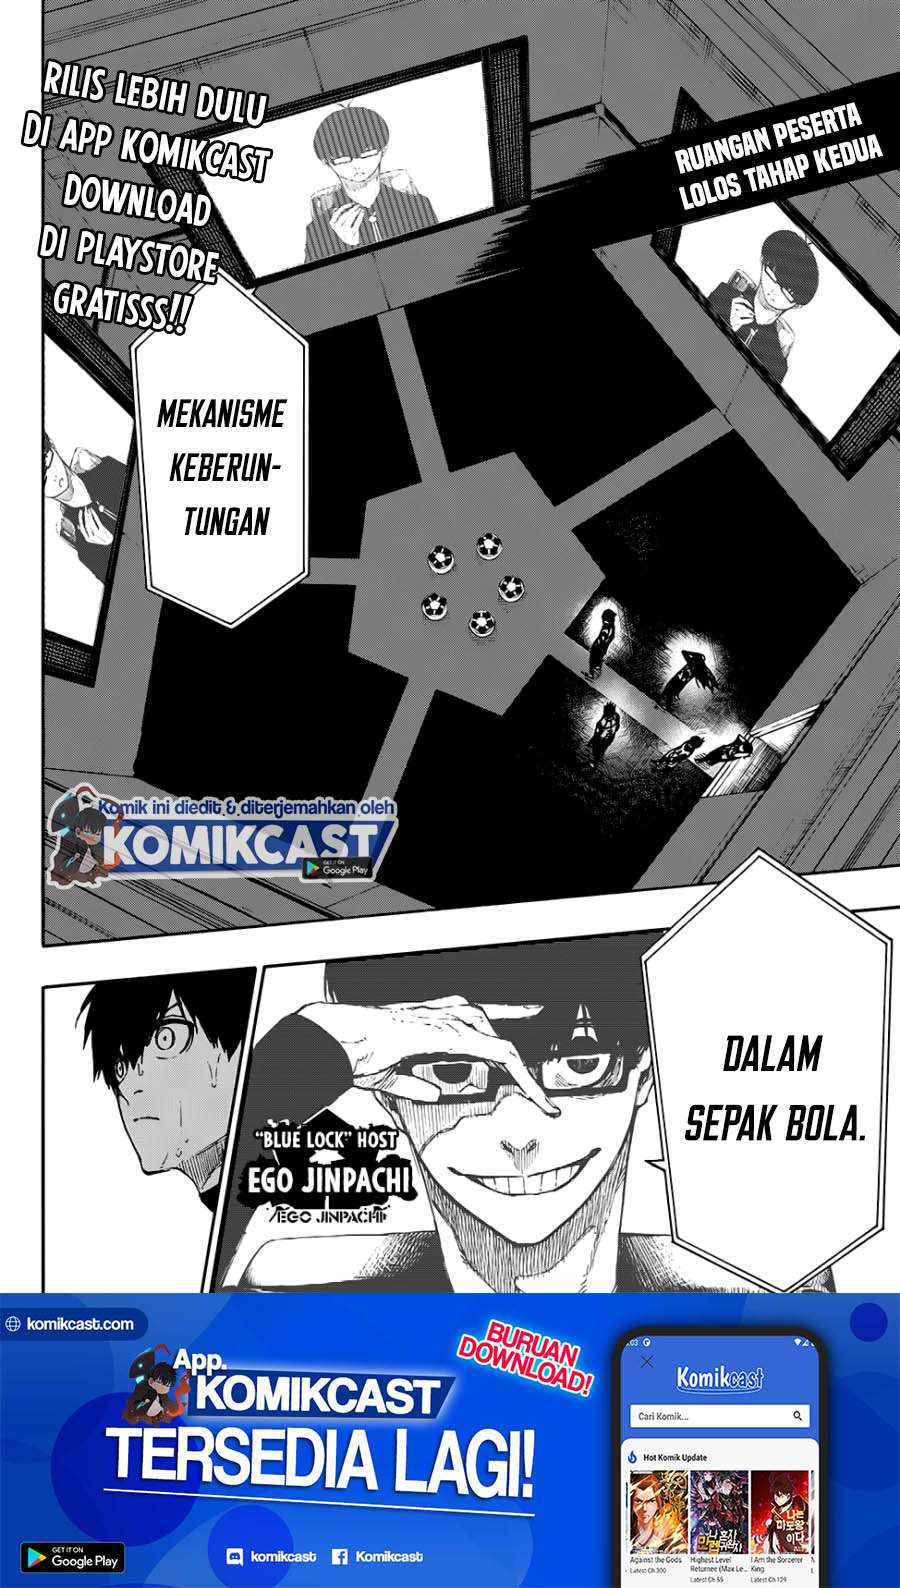 RILIS LEBIH DULU
DI APP KOMIKCAST
DOWNLOAD
DI PLAYSTORE
GRATISSS!!
RUANGAN PESERTA
LOLOS TAHAP KEDUA
MEKANISME
KEBERUN-
TUNGAN
Komik ini diedit & diterjemahkan oleh
KOMIKCAST
GET IT ON
Google Play
DALAM
SEPAK BOLA.
"BLUE LOCK" HOST
EGO JINPACHI
EGO JINPACHI
komikcast.com
App.
KOMIKCAST
TERSEDIA LAGI!
BURUAN
DOWNLOAD!
GET IT ON
Google Play
komikcast
Komikcast
Komikcast
Cari Komik...
Hot Komik Update
Against the Gods
Latest Ch.300
Highest Level
Returnee (Max Le...
Latest Ch.55
I Am the Sorcerer
King
Latest Ch.129